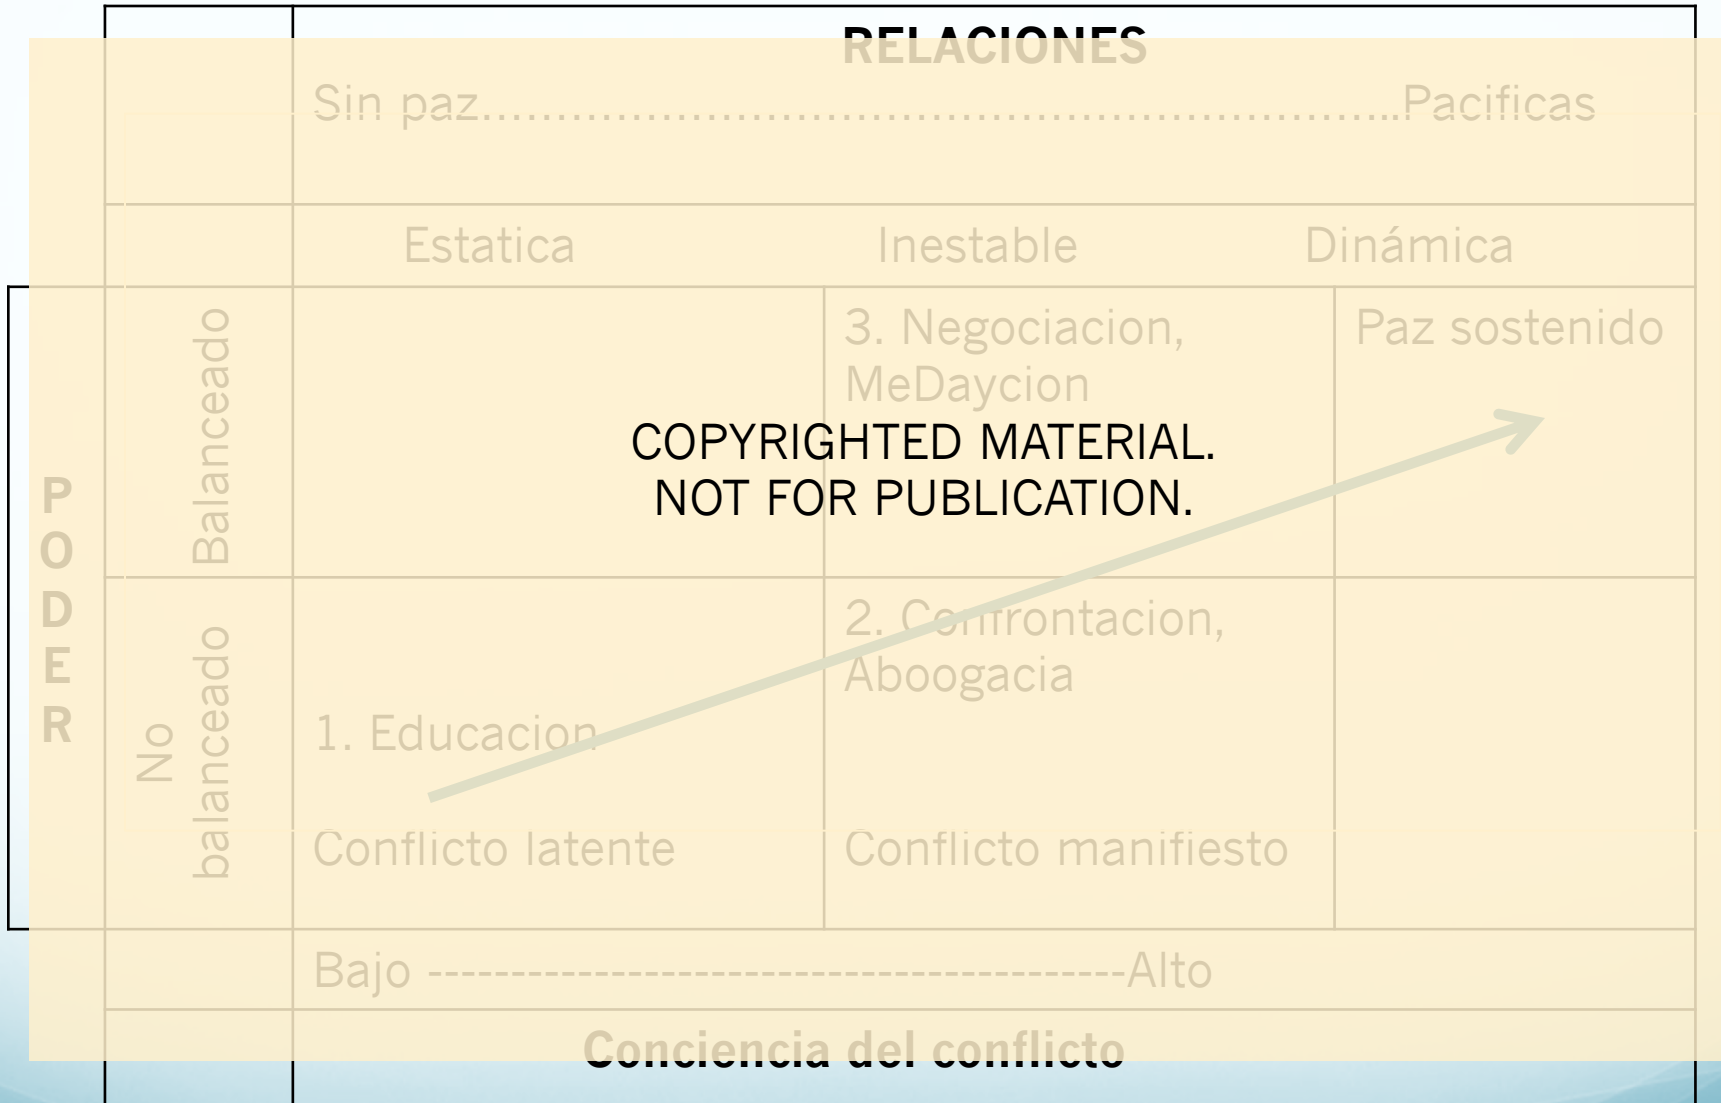 RELACIONES
Sin paz………………………………………………………...Pacificas
Estatica Inestable Dinámica
PODER
Balanceado
3. Negociacion,
MeDaycion
Paz sostenido
COPYRIGHTED MATERIAL.
NOT FOR PUBLICATION.
No
balanceado
1. Educacion
Conflicto latente
2. Confrontacion,
Aboogacia
Conflicto manifiesto
Bajo ------------------------------------------Alto
Conciencia del conflicto